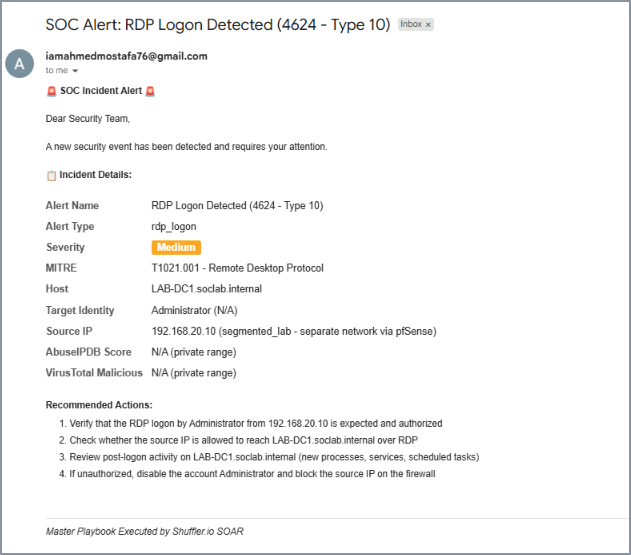 SOC Alert: RDP Logon Detected (4624 - Type 10) Inbox ×
A
iamahmedmostafa76@gmail.com
to me
🚨 SOC Incident Alert 🚨
Dear Security Team,
A new security event has been detected and requires your attention.
📋 Incident Details:
Alert Name RDP Logon Detected (4624 - Type 10)
Alert Type rdp_logon
Severity Medium
MITRE T1021.001 - Remote Desktop Protocol
Host LAB-DC1.soclab.internal
Target Identity Administrator (N/A)
Source IP 192.168.20.10 (segmented_lab - separate network via pfSense)
AbuseIPDB Score N/A (private range)
VirusTotal Malicious N/A (private range)
Recommended Actions:
1. Verify that the RDP logon by Administrator from 192.168.20.10 is expected and authorized
2. Check whether the source IP is allowed to reach LAB-DC1.soclab.internal over RDP
3. Review post-logon activity on LAB-DC1.soclab.internal (new processes, services, scheduled tasks)
4. If unauthorized, disable the account Administrator and block the source IP on the firewall
Master Playbook Executed by Shuffler.io SOAR